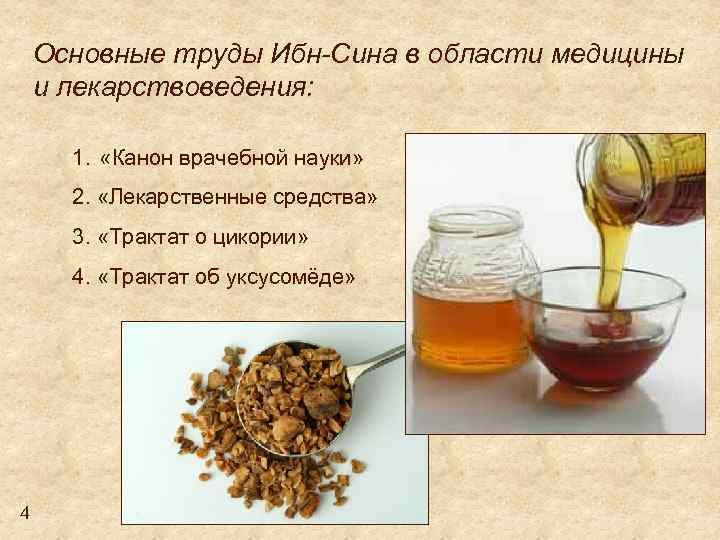 Основные труды Ибн-Сина в области медицины
и лекарствоведения:
1. «Канон врачебной науки»
2. «Лекарственные средства»
3. «Трактат о цикории»
4. «Трактат об уксусомёде»
4